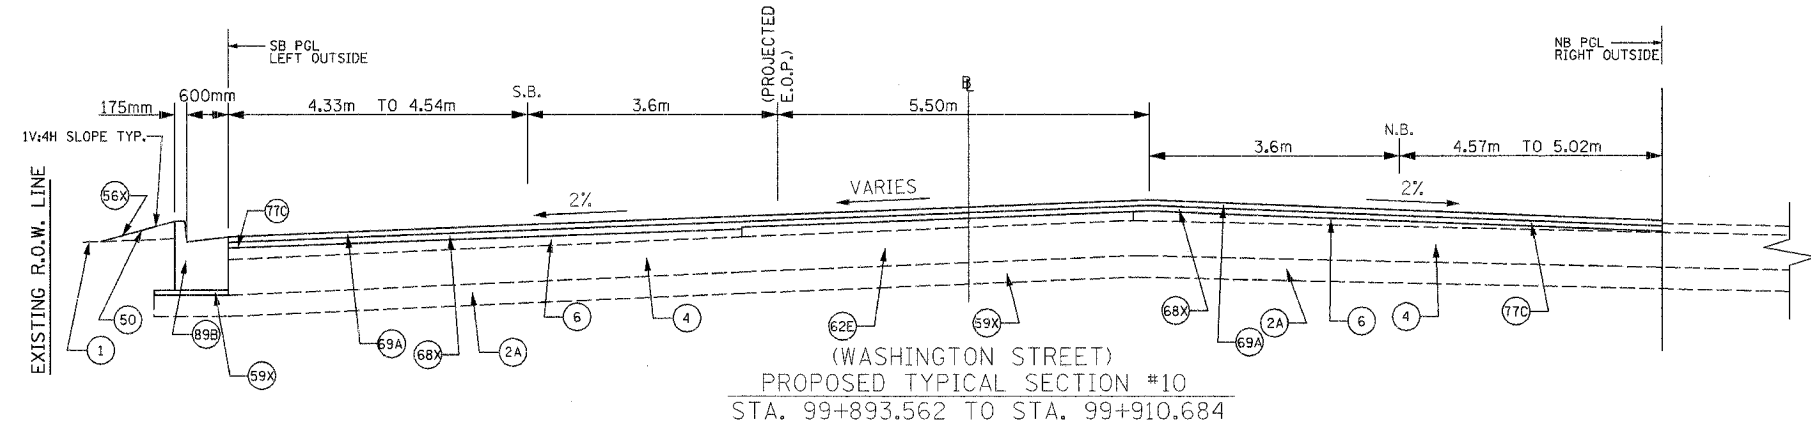 SB PGL
LEFT OUTSIDE
(PROJECTED
E.O.P.)
NB PGL
RIGHT OUTSIDE
175mm
600mm
4.33m TO 4.54m
S.B.
3.6m
5.50m
3.6m
N.B.
4.57m TO 5.02m
1V:4H SLOPE TYP.
EXISTING R.O.W. LINE
56X
77C
2%
VARIES
2%
1
50
89B
59X
69A
68X
2A
6
4
62E
59X
68X
69A
2A
6
4
77C
(WASHINGTON STREET)
PROPOSED TYPICAL SECTION #10
STA. 99+893.562 TO STA. 99+910.684